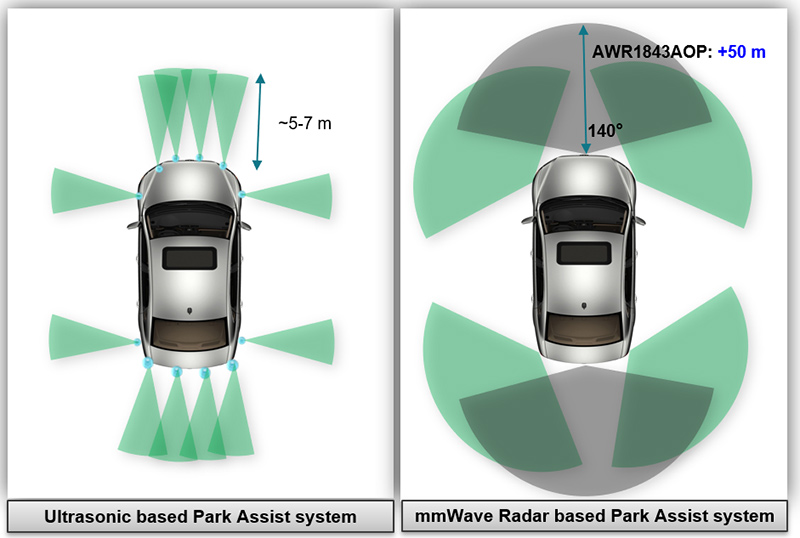 ~5-7 m
AWR1843AOP: +50 m
140°
Ultrasonic based Park Assist system
mmWave Radar based Park Assist system